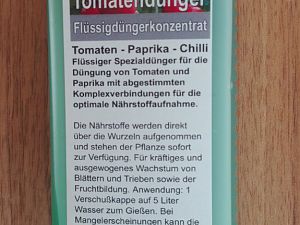 Tomatendünger
Flüssigdüngerkonzentrat
Tomaten - Paprika - Chilli
Flüssiger Spezialdünger für die
Düngung von Tomaten und
Paprika mit abgestimmten
Komplexverbindungen für die
optimale Nährstoffaufnahme.
Die Nährstoffe werden direkt
über die Wurzeln aufgenommen
und stehen der Pflanze sofort
zur Verfügung. Für kräftiges und
ausgewogenes Wachstum von
Blättern und Trieben sowie der
Fruchtbildung. Anwendung: 1
Verschußkappe auf 5 Liter
Wasser zum Gießen. Bei
Mangelerscheinungen kann die